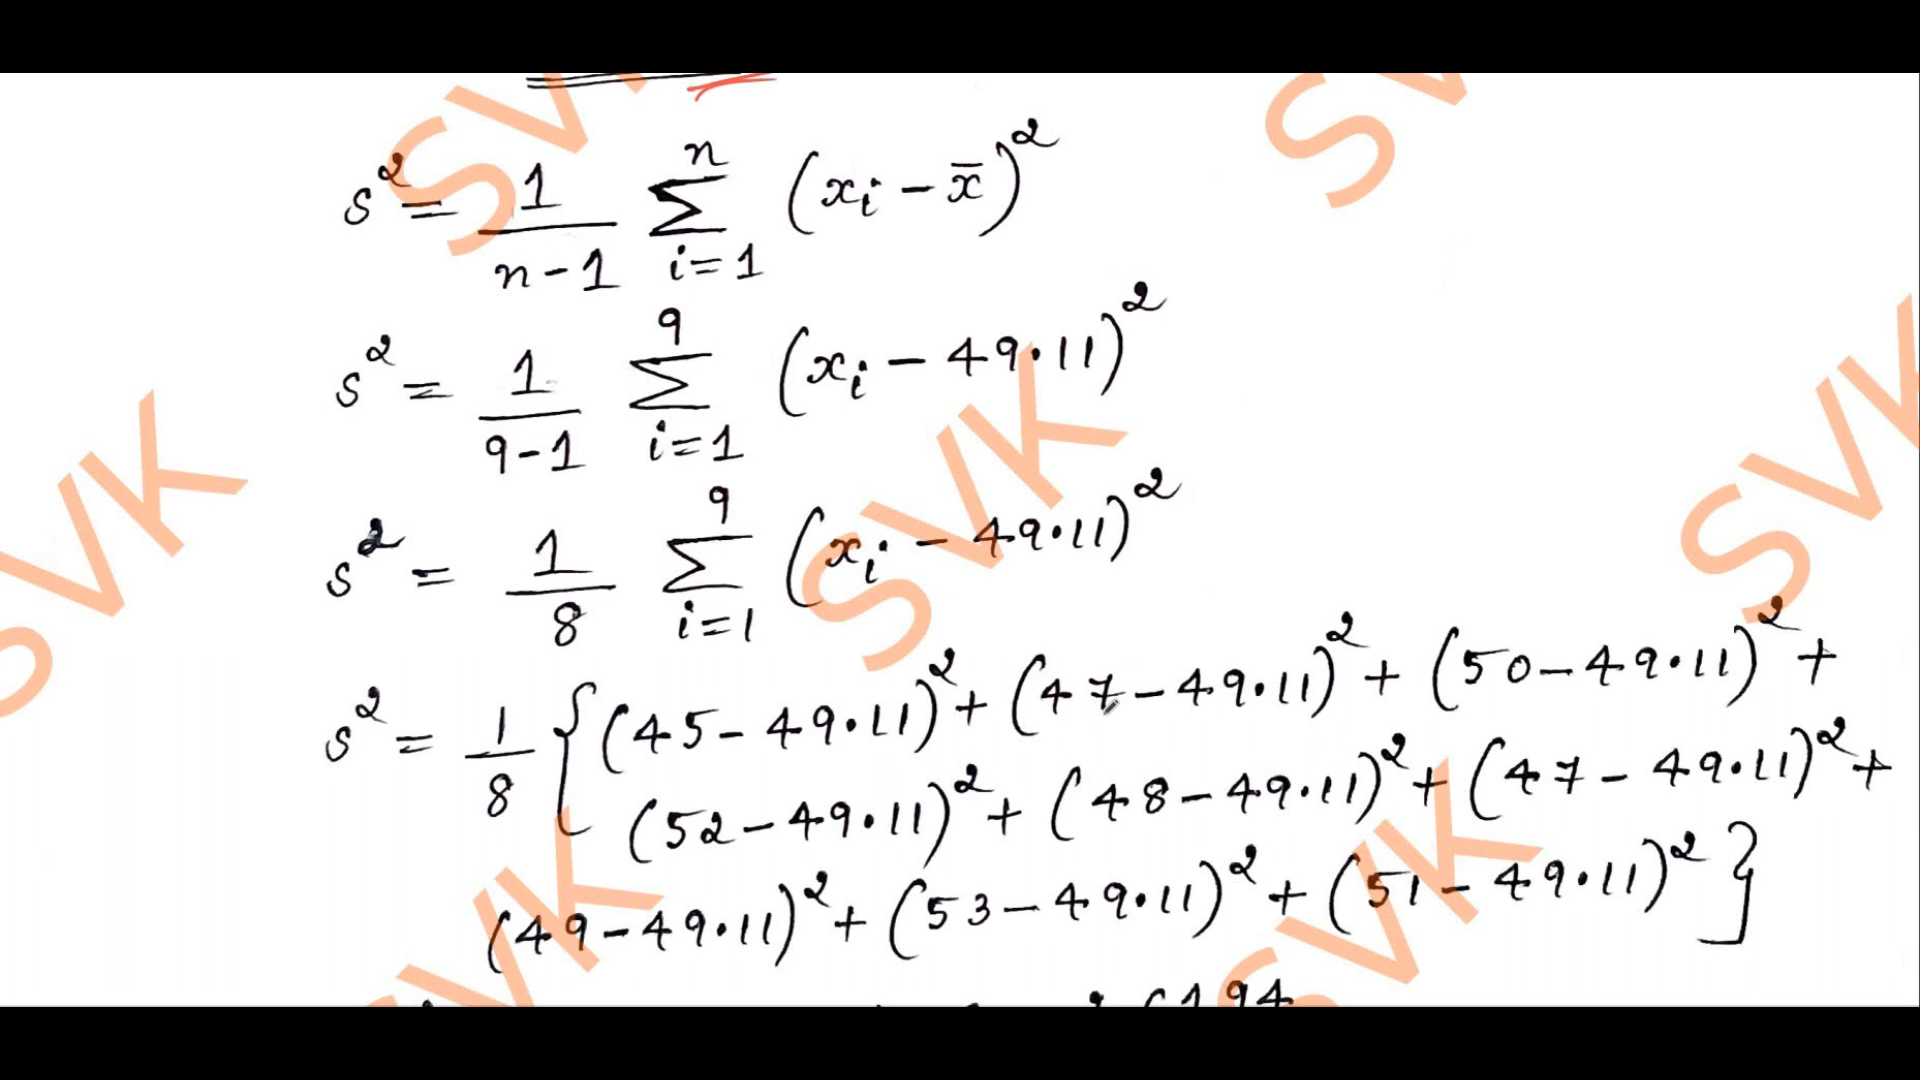 s² = 1/(n-1) Σ_{i=1}^{n} (xᵢ - x̄)²
s² = 1/(9-1) Σ_{i=1}^{9} (xᵢ - 49.11)²
s² = 1/8 Σ_{i=1}^{9} (xᵢ - 49.11)²
s² = 1/8 { (45-49.11)² + (47-49.11)² + (50-49.11)² +
(52-49.11)² + (48-49.11)² + (47-49.11)² +
(49-49.11)² + (53-49.11)² + (51-49.11)² }
SVK
SVK
SVK
SVK